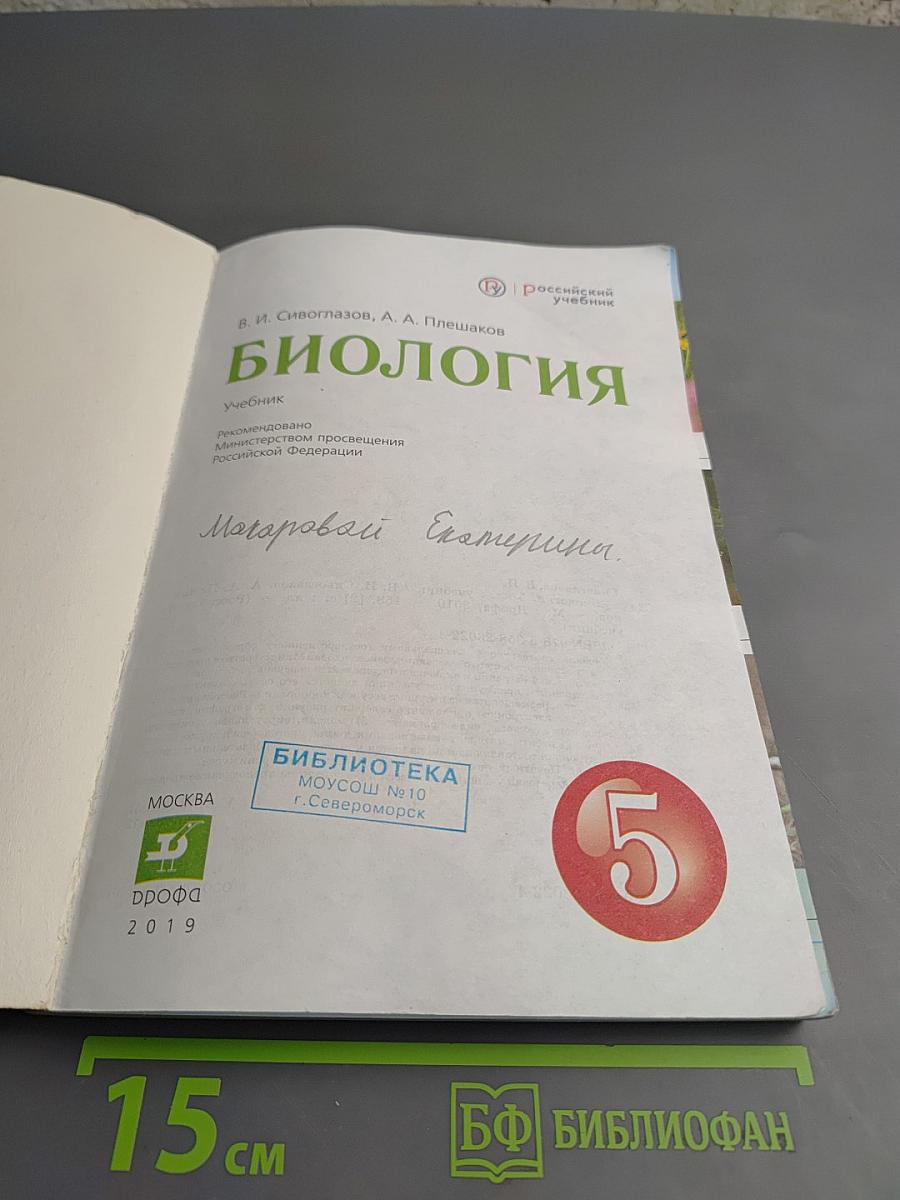 российский
учебник
В. И. Сивоглазов, А. А. Плешаков
БИОЛОГИЯ
Учебник
Рекомендовано
Министерством просвещения
Российской Федерации
Макаровой Екатерины.
БИБЛИОТЕКА
МОУСОШ №10
г.Североморск
МОСКВА
дрофа
2019
5
15 см
БФ БИБЛИОФАН